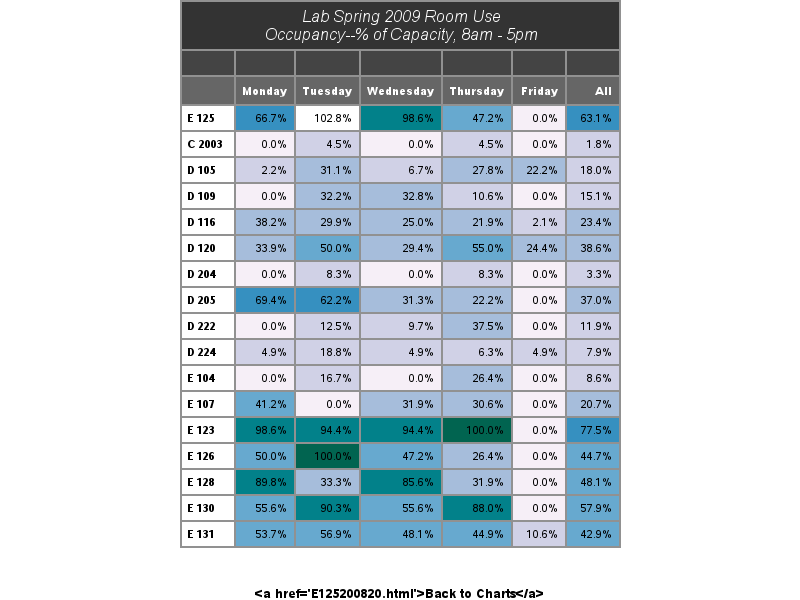 Lab Spring 2009 Room Use
Occupancy--% of Capacity, 8am - 5pm
Monday Tuesday Wednesday Thursday Friday All
E 125 66.7% 102.8% 98.6% 47.2% 0.0% 63.1%
C 2003 0.0% 4.5% 0.0% 4.5% 0.0% 1.8%
D 105 2.2% 31.1% 6.7% 27.8% 22.2% 18.0%
D 109 0.0% 32.2% 32.8% 10.6% 0.0% 15.1%
D 116 38.2% 29.9% 25.0% 21.9% 2.1% 23.4%
D 120 33.9% 50.0% 29.4% 55.0% 24.4% 38.6%
D 204 0.0% 8.3% 0.0% 8.3% 0.0% 3.3%
D 205 69.4% 62.2% 31.3% 22.2% 0.0% 37.0%
D 222 0.0% 12.5% 9.7% 37.5% 0.0% 11.9%
D 224 4.9% 18.8% 4.9% 6.3% 4.9% 7.9%
E 104 0.0% 16.7% 0.0% 26.4% 0.0% 8.6%
E 107 41.2% 0.0% 31.9% 30.6% 0.0% 20.7%
E 123 98.6% 94.4% 94.4% 100.0% 0.0% 77.5%
E 126 50.0% 100.0% 47.2% 26.4% 0.0% 44.7%
E 128 89.8% 33.3% 85.6% 31.9% 0.0% 48.1%
E 130 55.6% 90.3% 55.6% 88.0% 0.0% 57.9%
E 131 53.7% 56.9% 48.1% 44.9% 10.6% 42.9%
<a href='E125200820.html'>Back to Charts</a>